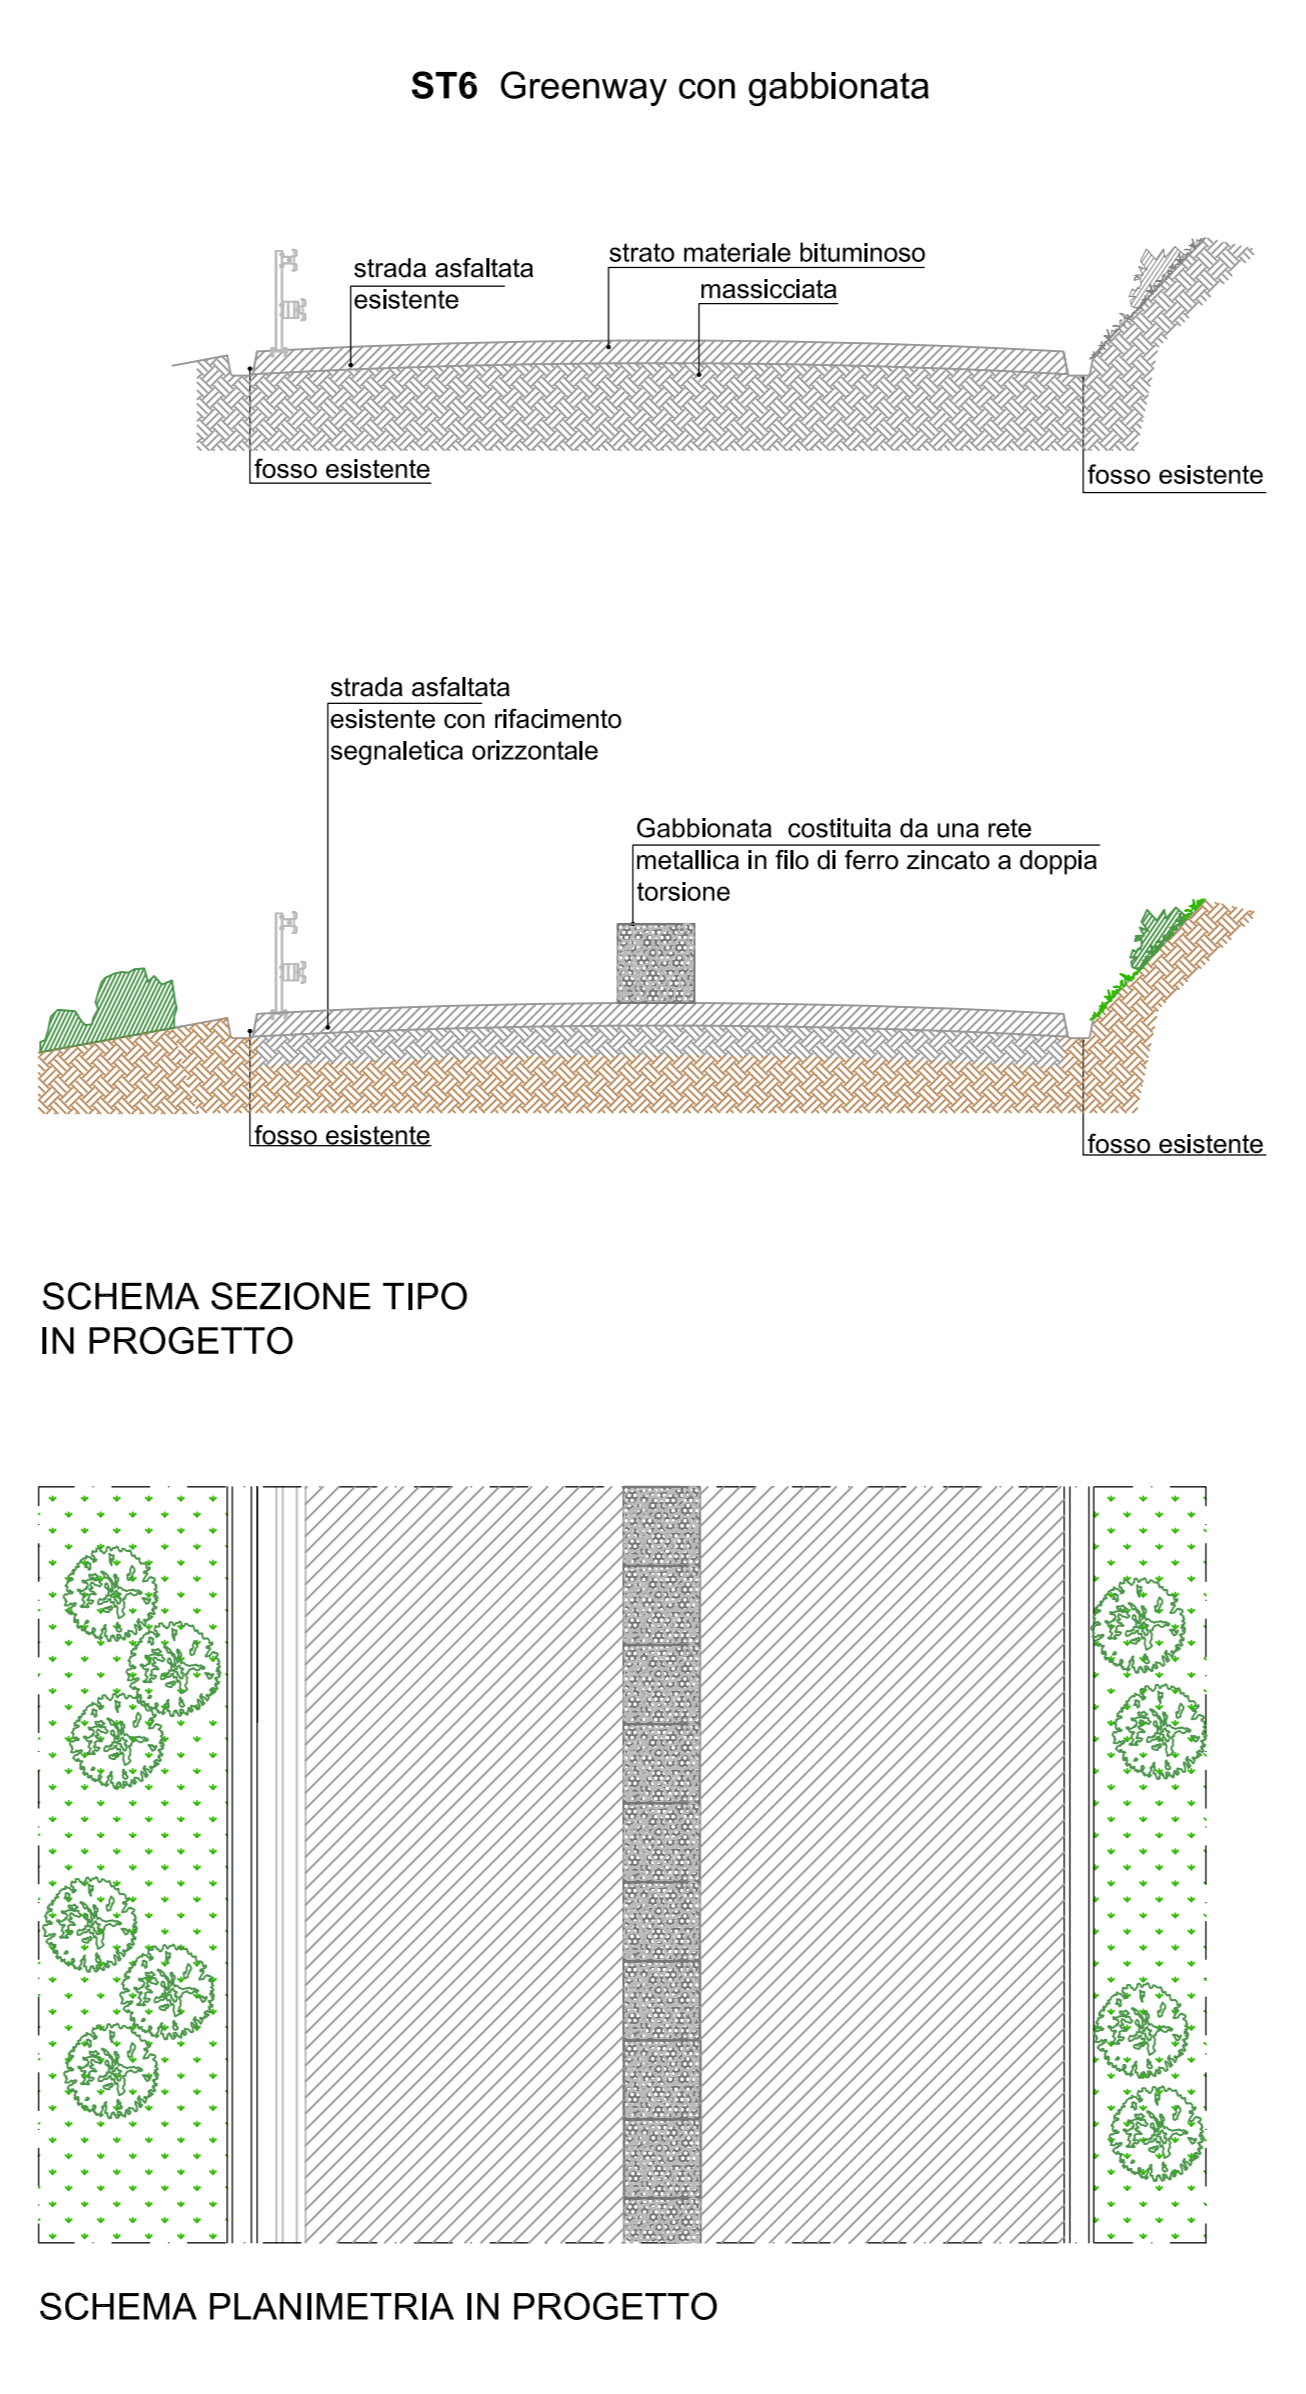 ST6 Greenway con gabbionata
strato materiale bituminoso
strada asfaltata
esistente
massicciata
fosso esistente
fosso esistente
strada asfaltata
esistente con rifacimento
segnaletica orizzontale
Gabbionata costituita da una rete
metallica in filo di ferro zincato a doppia
torsione
fosso esistente
fosso esistente
SCHEMA SEZIONE TIPO
IN PROGETTO
SCHEMA PLANIMETRIA IN PROGETTO